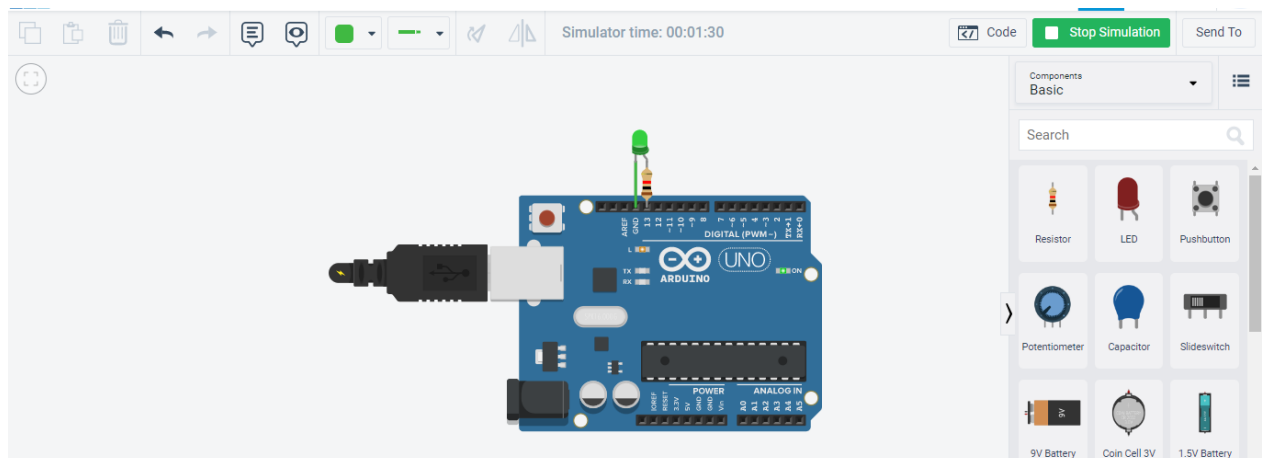 Simulator time: 00:01:30
Code
Stop Simulation
Send To
Components
Basic
Search
Resistor
LED
Pushbutton
Potentiometer
Capacitor
Slideswitch
9V
9V Battery
Coin Cell 3V
1.5V Battery
AREF
GND
13
12
~11
~10
~9
8
7
~6
~5
4
~3
2
TX→1
RX←0
DIGITAL (PWM~)
L
TX
RX
ARDUINO
UNO
ON
POWER
ANALOG IN
IOREF
RESET
3.3V
5V
GND
GND
Vin
A0
A1
A2
A3
A4
A5